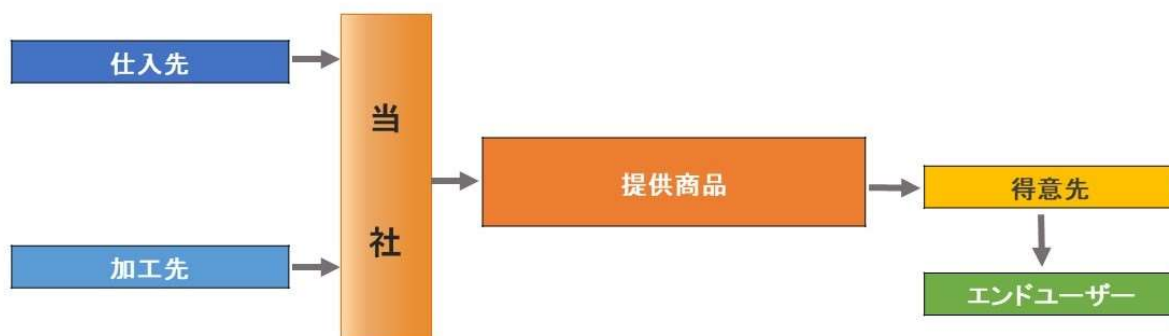 仕入先
当社
提供商品
得意先
加工先
エンドユーザー